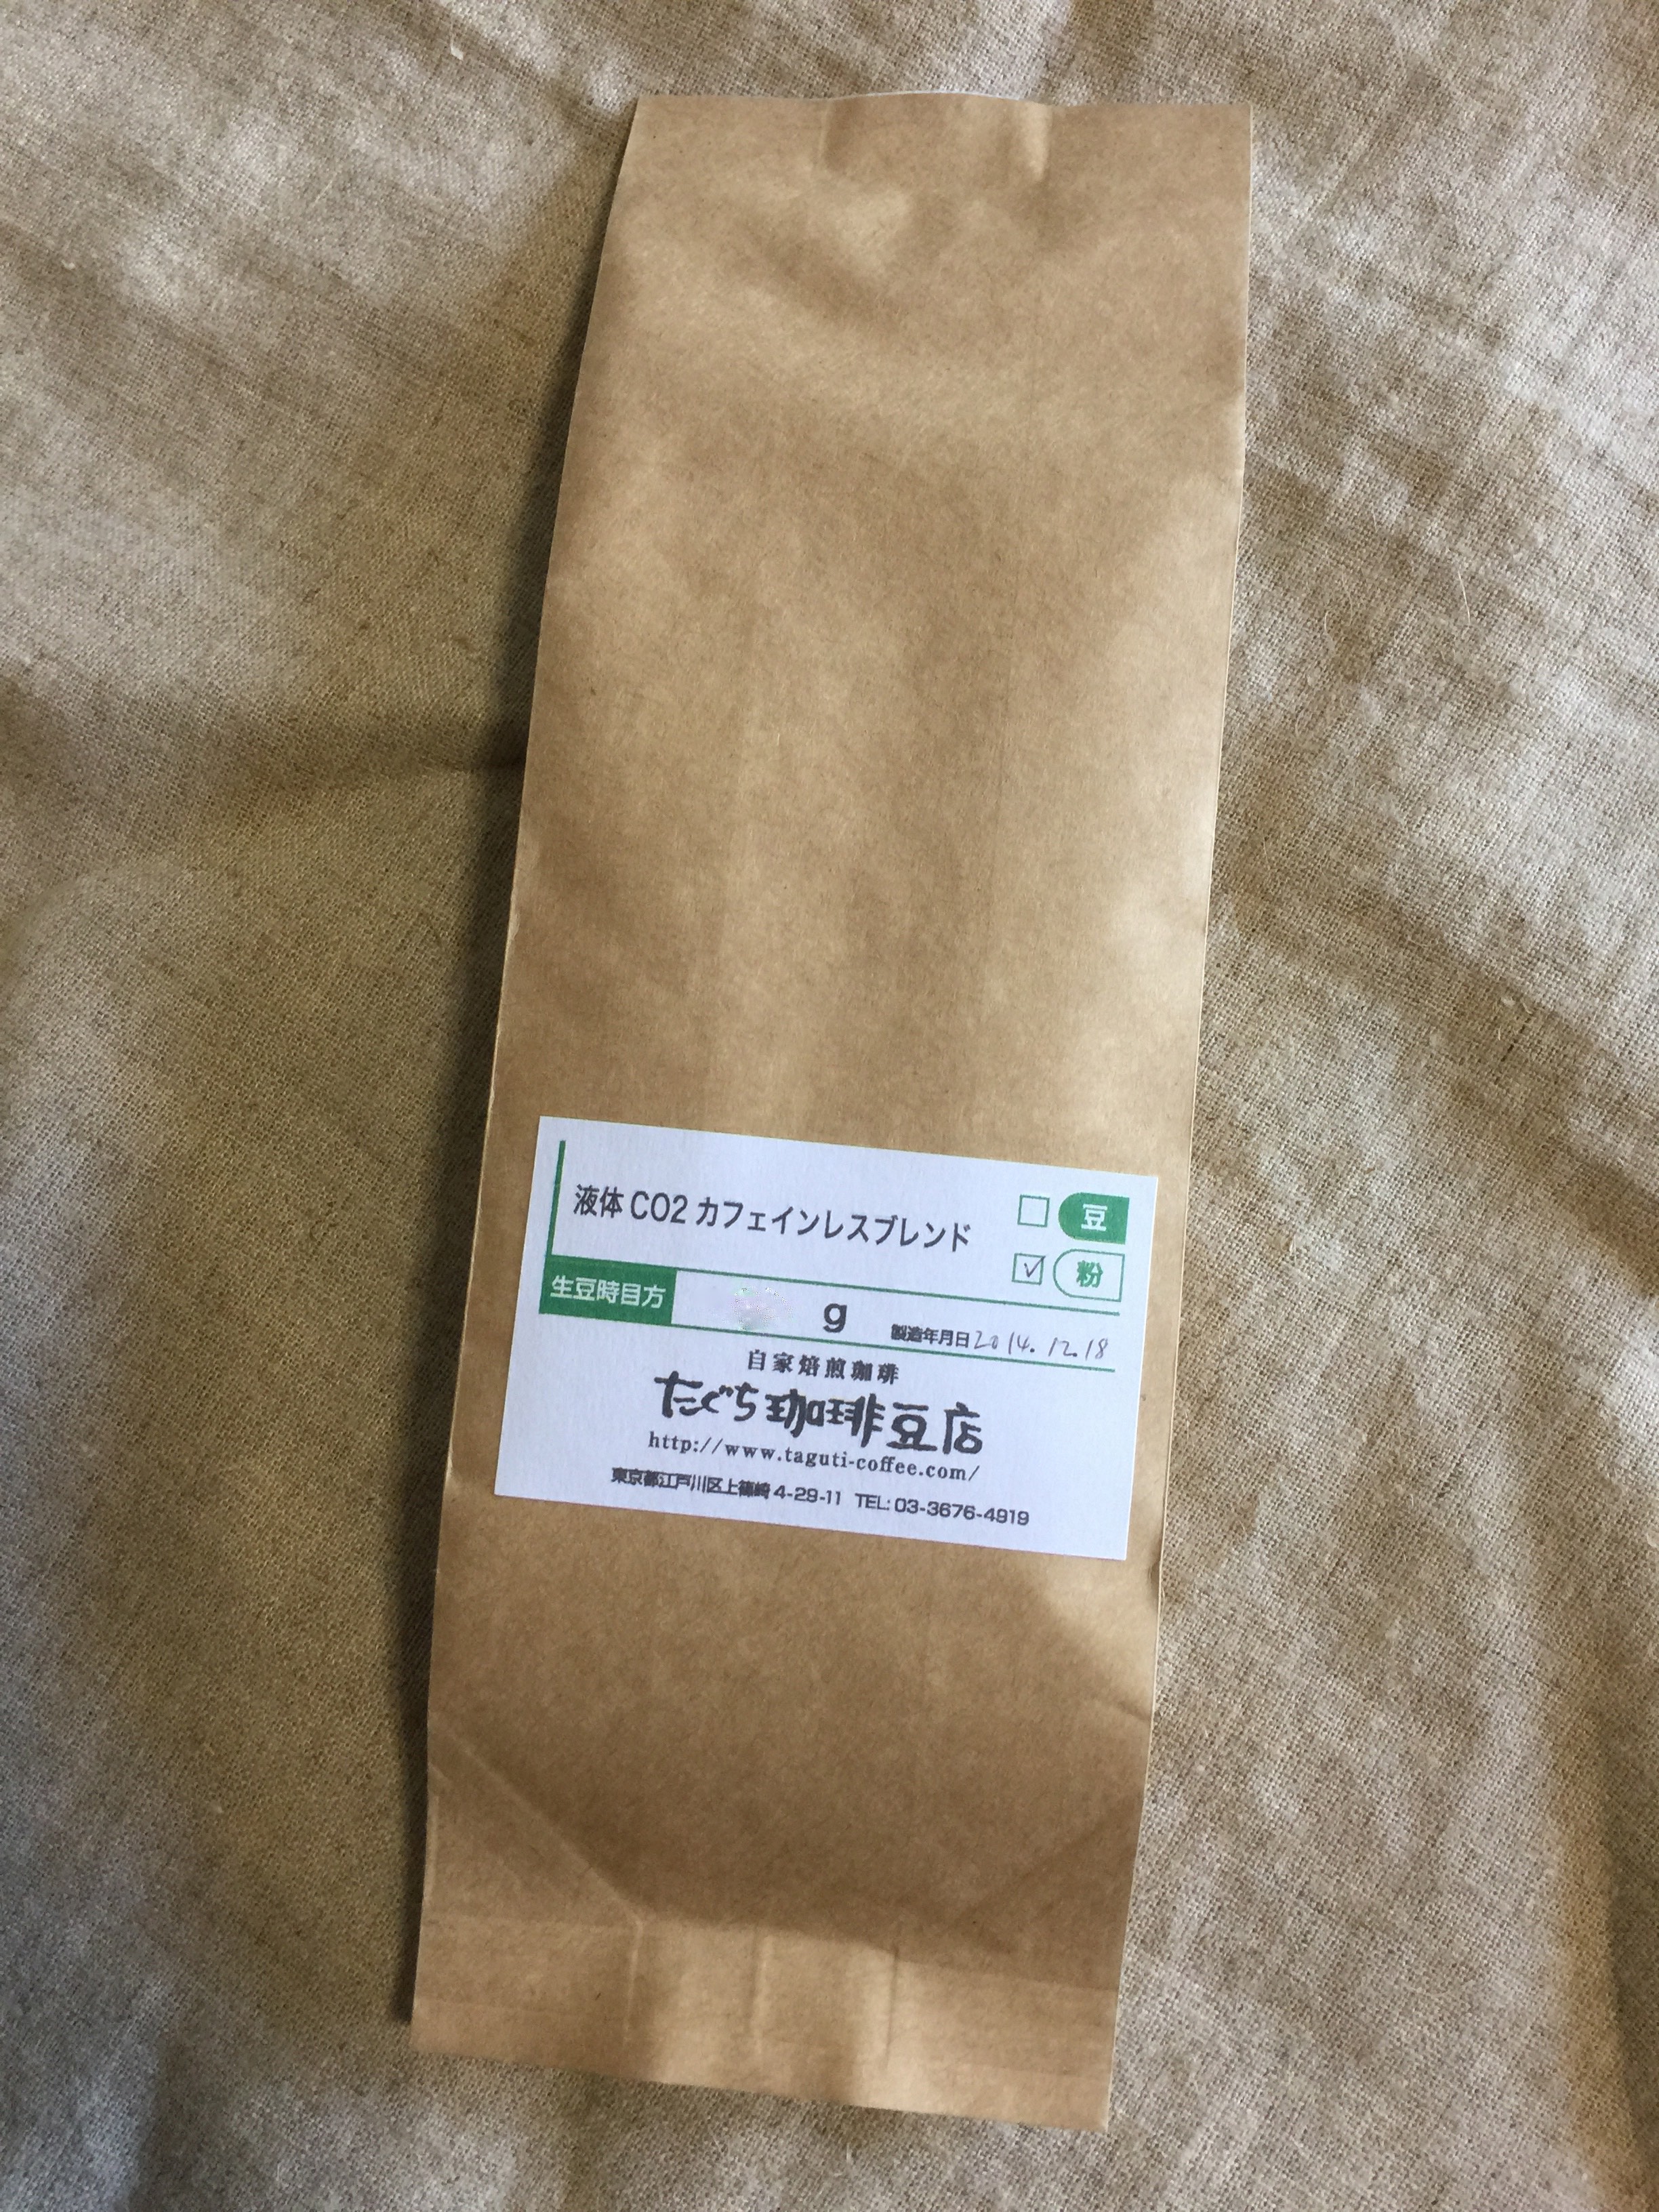 液体 CO2 カフェインレスブレンド
豆
粉
生豆時目方 g
製造年月日 2014.12.18
自家焙煎珈琲
たぐち珈琲豆店
http://www.taguti-coffee.com/
東京都江戸川区上篠崎 4-29-11 TEL: 03-3676-4919